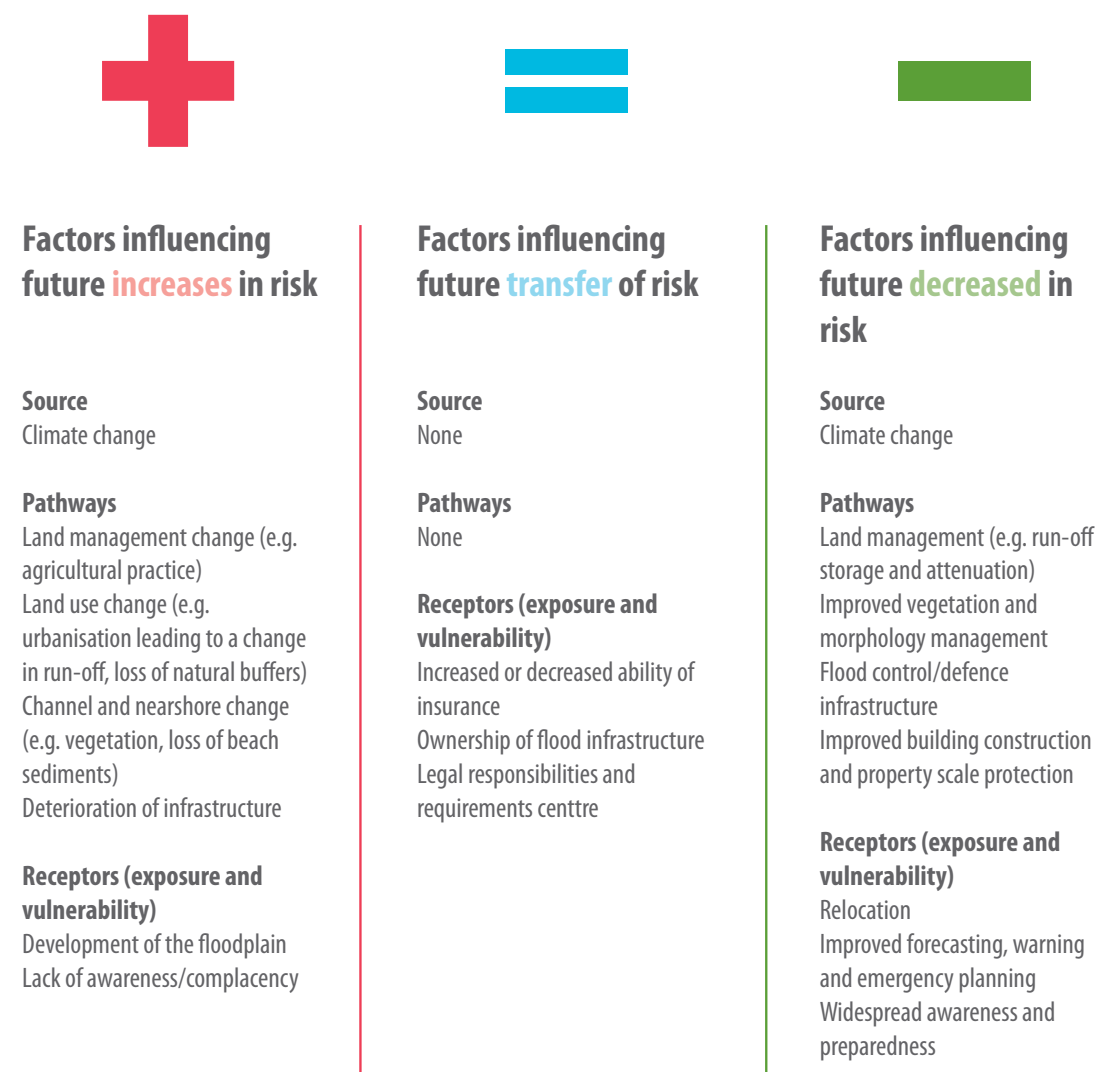 Factors influencing
future increases in risk
Source
Climate change
Pathways
Land management change (e.g.
agricultural practice)
Land use change (e.g.
urbanisation leading to a change
in run-off, loss of natural buffers)
Channel and nearshore change
(e.g. vegetation, loss of beach
sediments)
Deterioration of infrastructure
Receptors (exposure and
vulnerability)
Development of the floodplain
Lack of awareness/complacency
Factors influencing
future transfer of risk
Source
None
Pathways
None
Receptors (exposure and
vulnerability)
Increased or decreased ability of
insurance
Ownership of flood infrastructure
Legal responsibilities and
requirements centtre
Factors influencing
future decreased in
risk
Source
Climate change
Pathways
Land management (e.g. run-off
storage and attenuation)
Improved vegetation and
morphology management
Flood control/defence
infrastructure
Improved building construction
and property scale protection
Receptors (exposure and
vulnerability)
Relocation
Improved forecasting, warning
and emergency planning
Widespread awareness and
preparedness